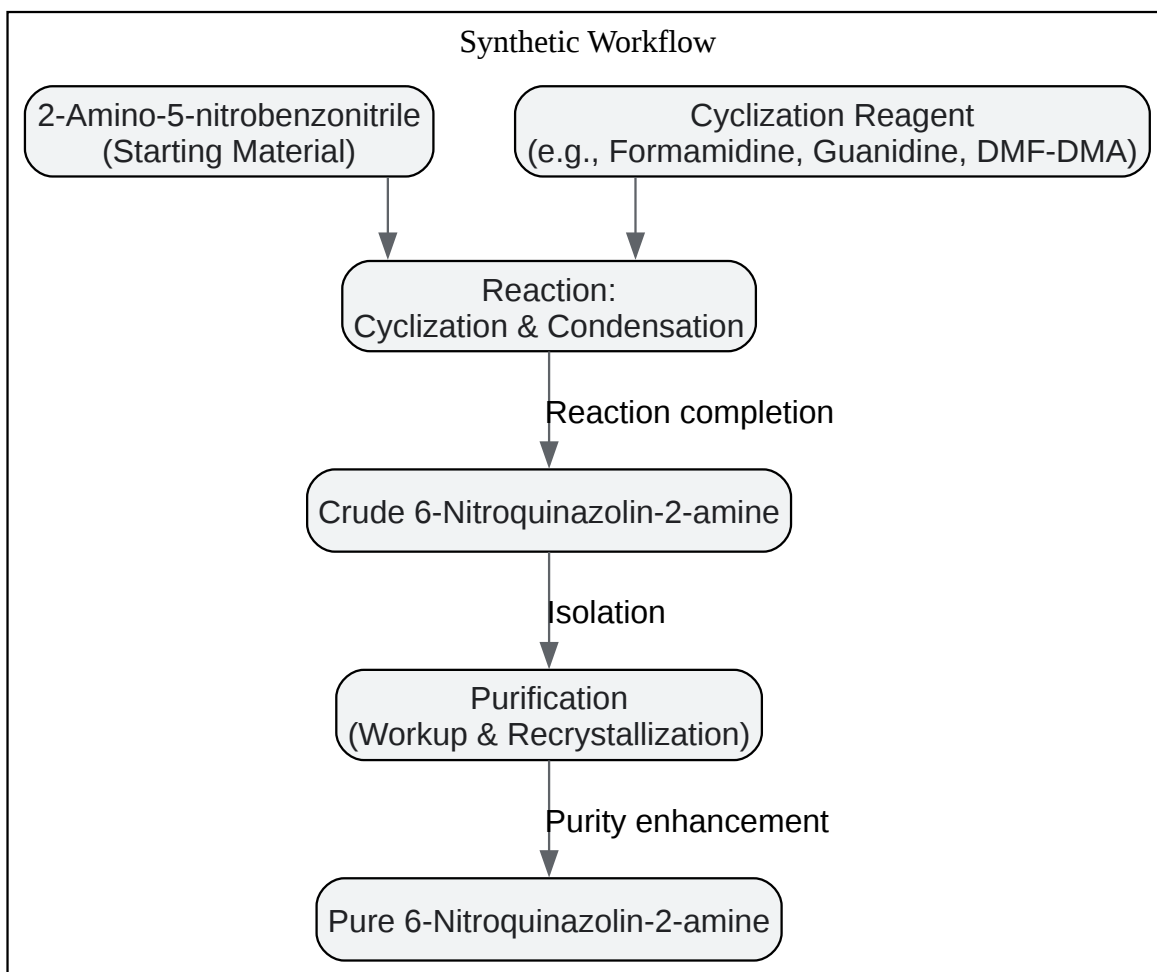 Synthetic Workflow
2-Amino-5-nitrobenzonitrile
(Starting Material)
Cyclization Reagent
(e.g., Formamidine, Guanidine, DMF-DMA)
Reaction:
Cyclization & Condensation
Reaction completion
Crude 6-Nitroquinazolin-2-amine
Isolation
Purification
(Workup & Recrystallization)
Purity enhancement
Pure 6-Nitroquinazolin-2-amine